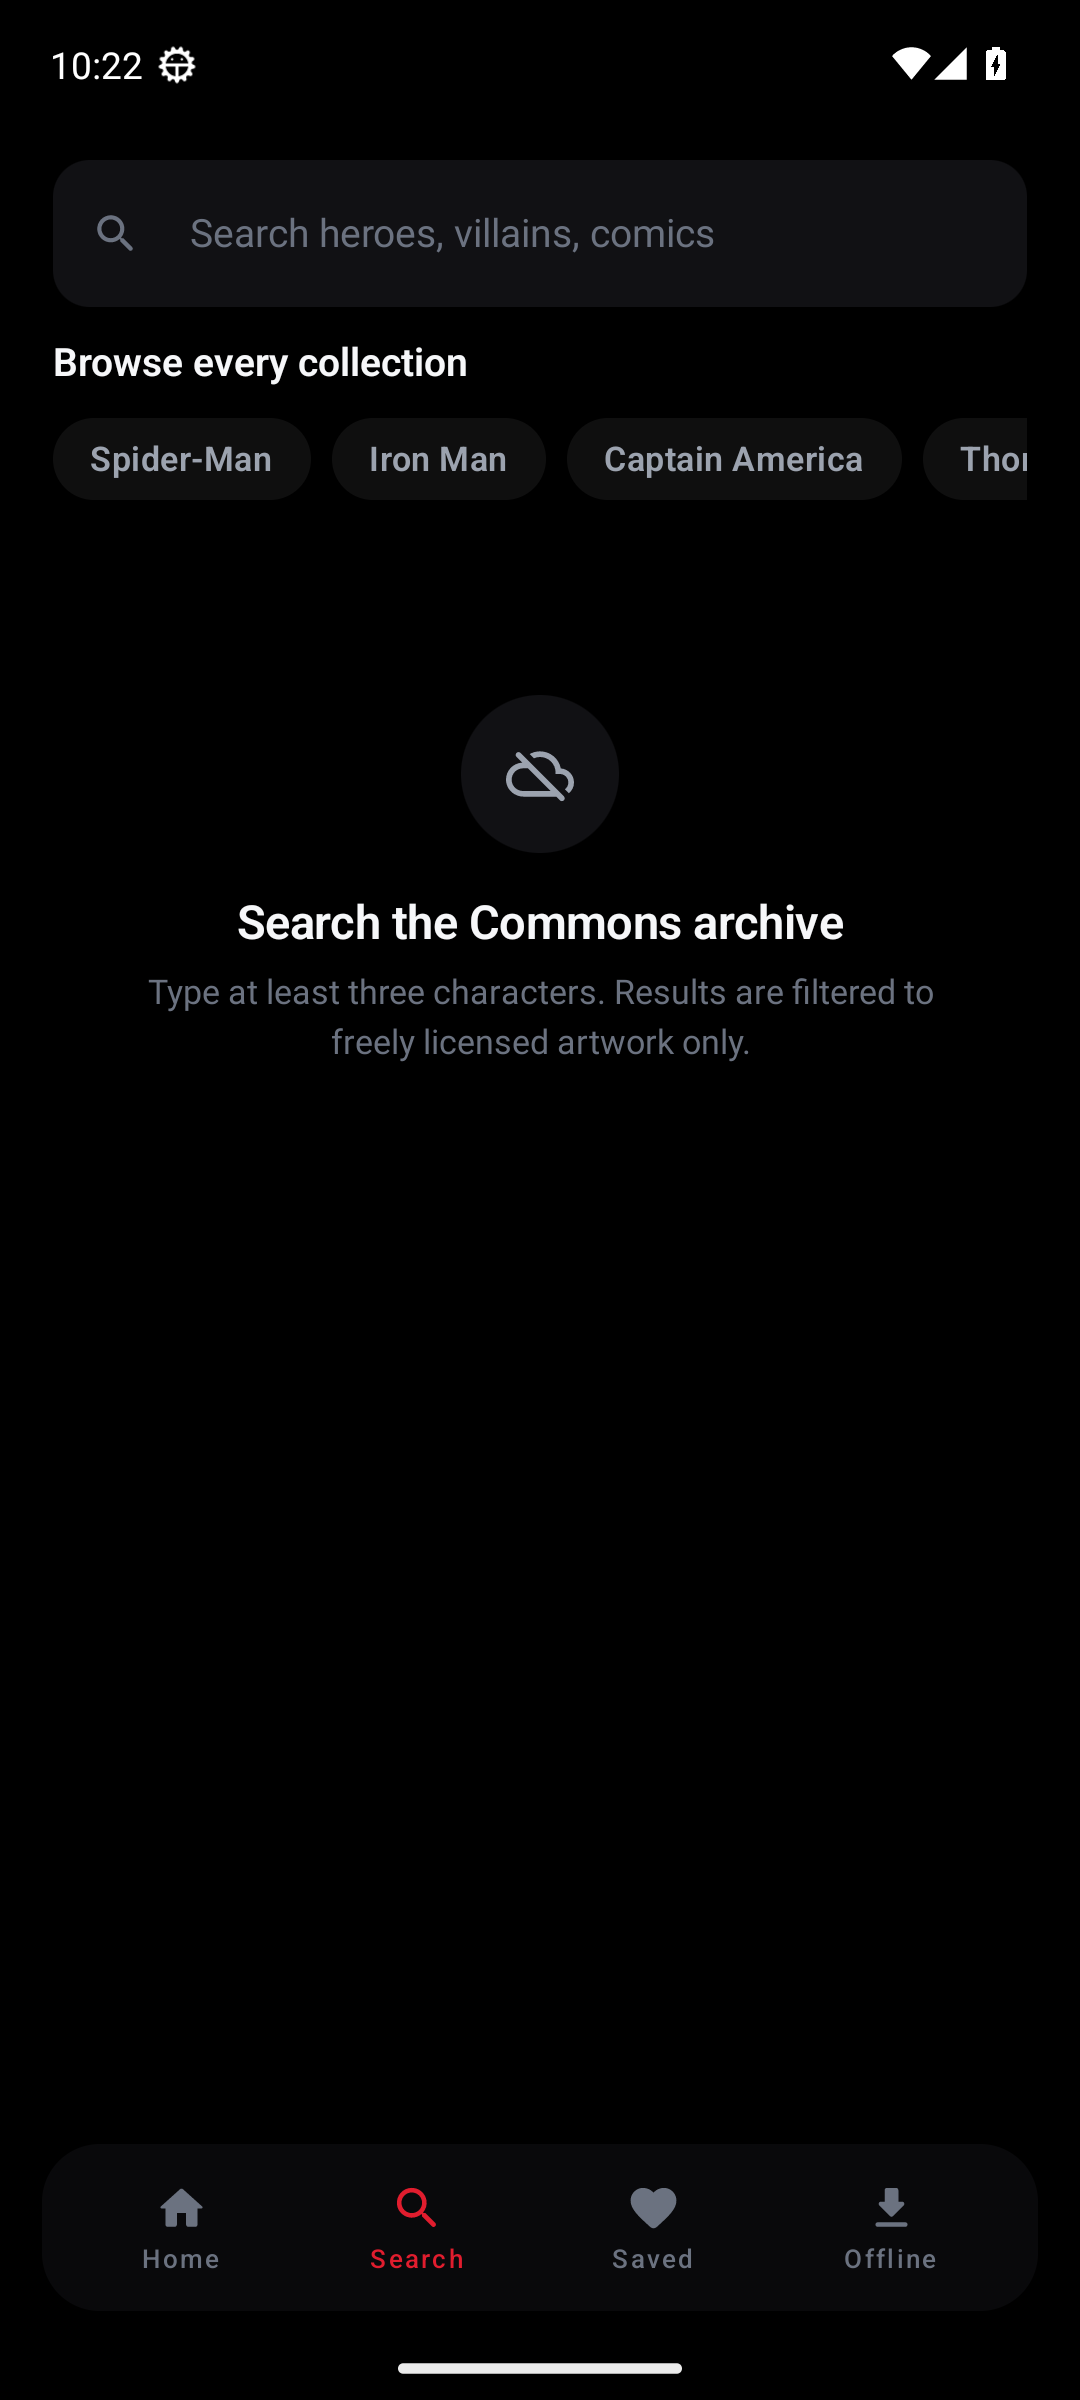 10:22
Search heroes, villains, comics
Browse every collection
Spider-Man
Iron Man
Captain America
Thor
Search the Commons archive
Type at least three characters. Results are filtered to
freely licensed artwork only.
Home
Search
Saved
Offline